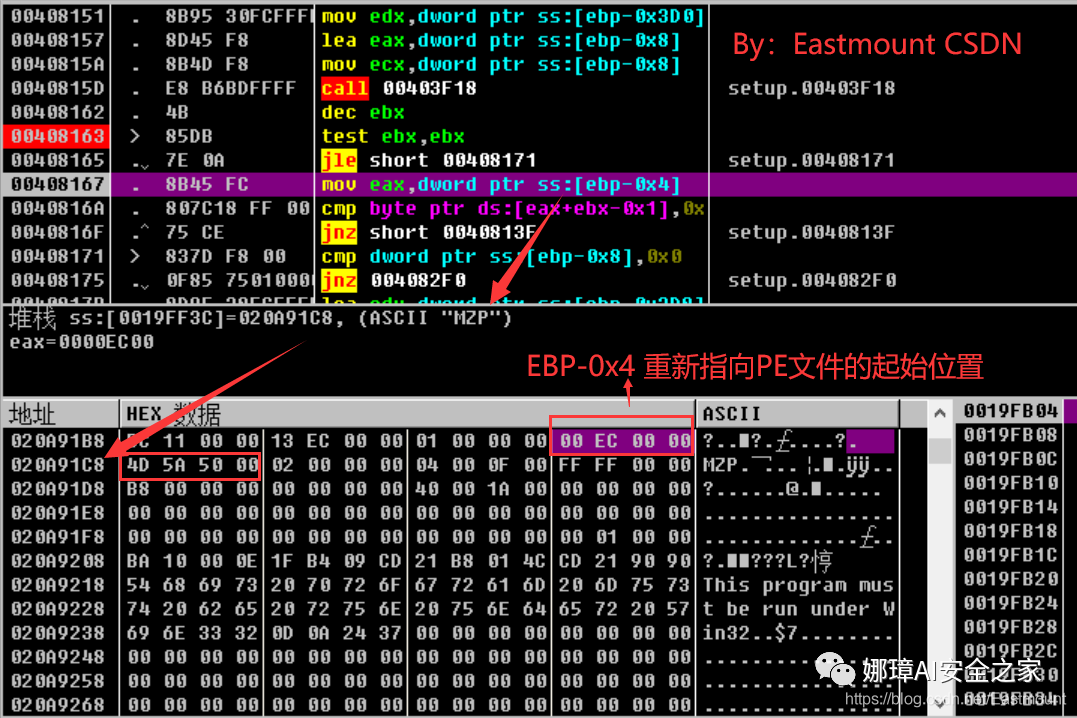 00408151 . 8B95 30FCFFFF mov edx,dword ptr ss:[ebp-0x3D0]
00408157 . 8D45 F8 lea eax,dword ptr ss:[ebp-0x8]
0040815A . 8B4D F8 mov ecx,dword ptr ss:[ebp-0x8]
By：Eastmount CSDN
0040815D . E8 B6BDFFFF call 00403F18 setup.00403F18
00408162 . 4B dec ebx
00408163 > 85DB test ebx,ebx
00408165 . 7E 0A jle short 00408171 setup.00408171
00408167 . 8B45 FC mov eax,dword ptr ss:[ebp-0x4]
0040816A . 807C18 FF 00 cmp byte ptr ds:[eax+ebx-0x1],0x
0040816F .^ 75 CE jnz short 0040813F setup.0040813F
00408171 > 837D F8 00 cmp dword ptr ss:[ebp-0x8],0x0
00408175 . 0F85 7501000 jnz 004082F0 setup.004082F0
堆栈 ss:[0019FF3C]=020A91C8, (ASCII "MZP")
eax=0000EC00
EBP-0x4 重新指向PE文件的起始位置
地址 HEX 数据 ASCII
020A91B8 11 00 00 13 EC 00 00 01 00 00 00 00 EC 00 00
020A91C8 4D 5A 50 00 02 00 00 00 04 00 0F 00 FF FF 00 00 MZP
020A91D8 B8 00 00 00 00 00 00 00 40 00 1A 00 00 00 00 00 ?.......@.
020A91E8 00 00 00 00 00 00 00 00 00 00 00 00 00 00 00 00 ................
020A91F8 00 00 00 00 00 00 00 00 00 00 00 00 00 01 00 00
020A9208 BA 10 00 0E 1F B4 09 CD 21 B8 01 4C CD 21 90 90
020A9218 54 68 69 73 20 70 72 6F 67 72 61 6D 20 6D 75 73 This program mus
020A9228 74 20 62 65 20 72 75 6E 20 75 6E 64 65 72 20 57 t be run under W
020A9238 69 6E 33 32 0D 0A 24 37 00 00 00 00 00 00 00 00 in32..$7........
020A9248 00 00 00 00 00 00 00 00 00 00 00 00 00 00 00 00
020A9258 00 00 00 00 00 00 00 00 00 00 00 00 00 00 00 00
020A9268 00 00 00 00 00 00 00 00 00 00 00 00 00 00 00 00
0019FB04
0019FB08
0019FB0C
0019FB10
0019FB14
0019FB18
0019FB1C
0019FB20
0019FB24
0019FB28
0019FB2C
0019FB30
0019FB34
娜璋AI安全之家
https://blog.csdn.net/Eastmount